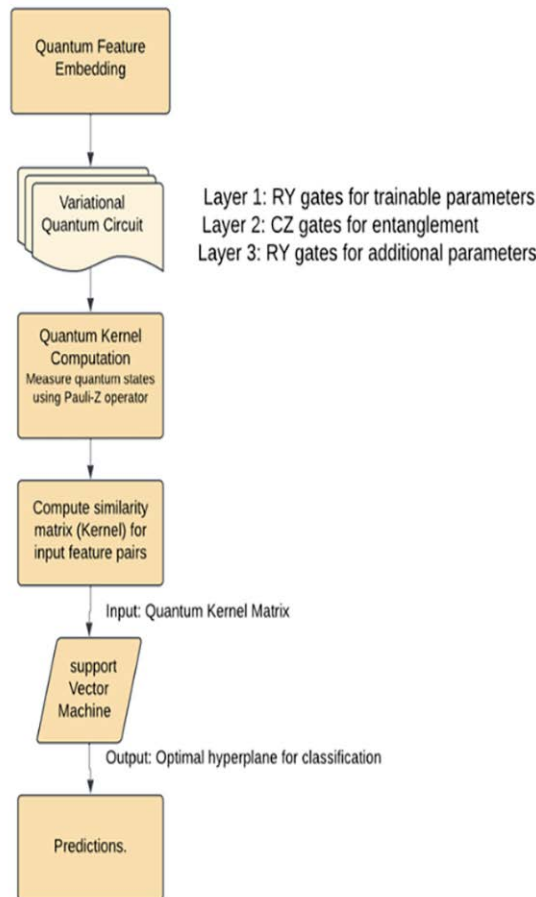 Quantum Feature
Embedding
Variational
Quantum Circuit
Layer 1: RY gates for trainable parameters
Layer 2: CZ gates for entanglement
Layer 3: RY gates for additional parameters
Quantum Kernel
Computation
Measure quantum states
using Pauli-Z operator
Compute similarity
matrix (Kernel) for
input feature pairs
Input: Quantum Kernel Matrix
support
Vector
Machine
Output: Optimal hyperplane for classification
Predictions.